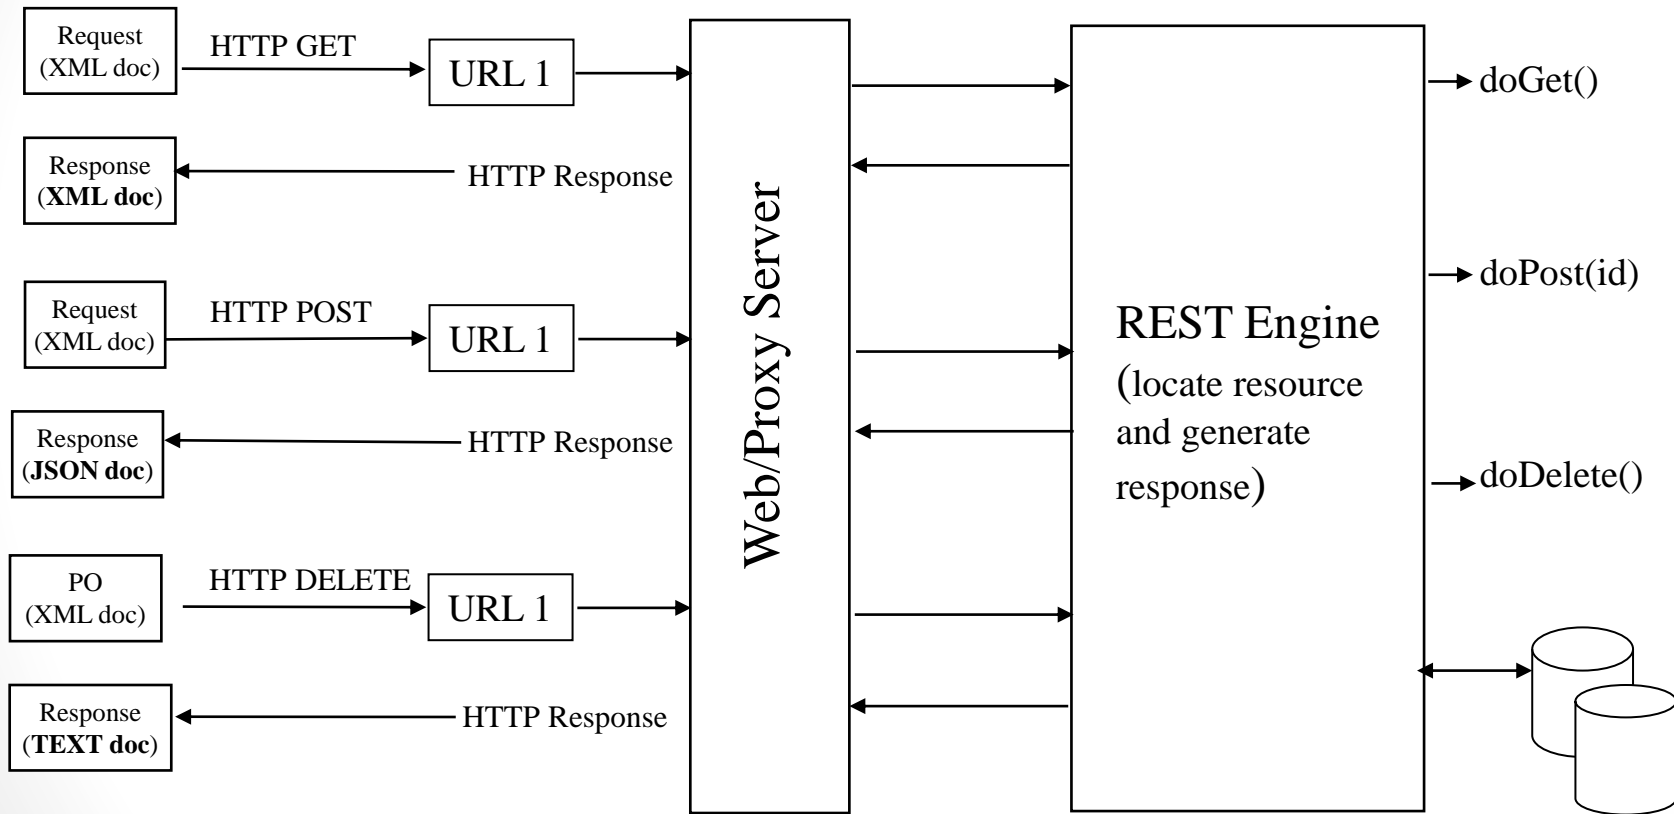 Request
(XML doc)
HTTP GET
URL 1
Response
(XML doc)
HTTP Response
Request
(XML doc)
HTTP POST
URL 1
Response
(JSON doc)
HTTP Response
PO
(XML doc)
HTTP DELETE
URL 1
Response
(TEXT doc)
HTTP Response
Web/Proxy Server
REST Engine
(locate resource
and generate
response)
doGet()
doPost(id)
doDelete()